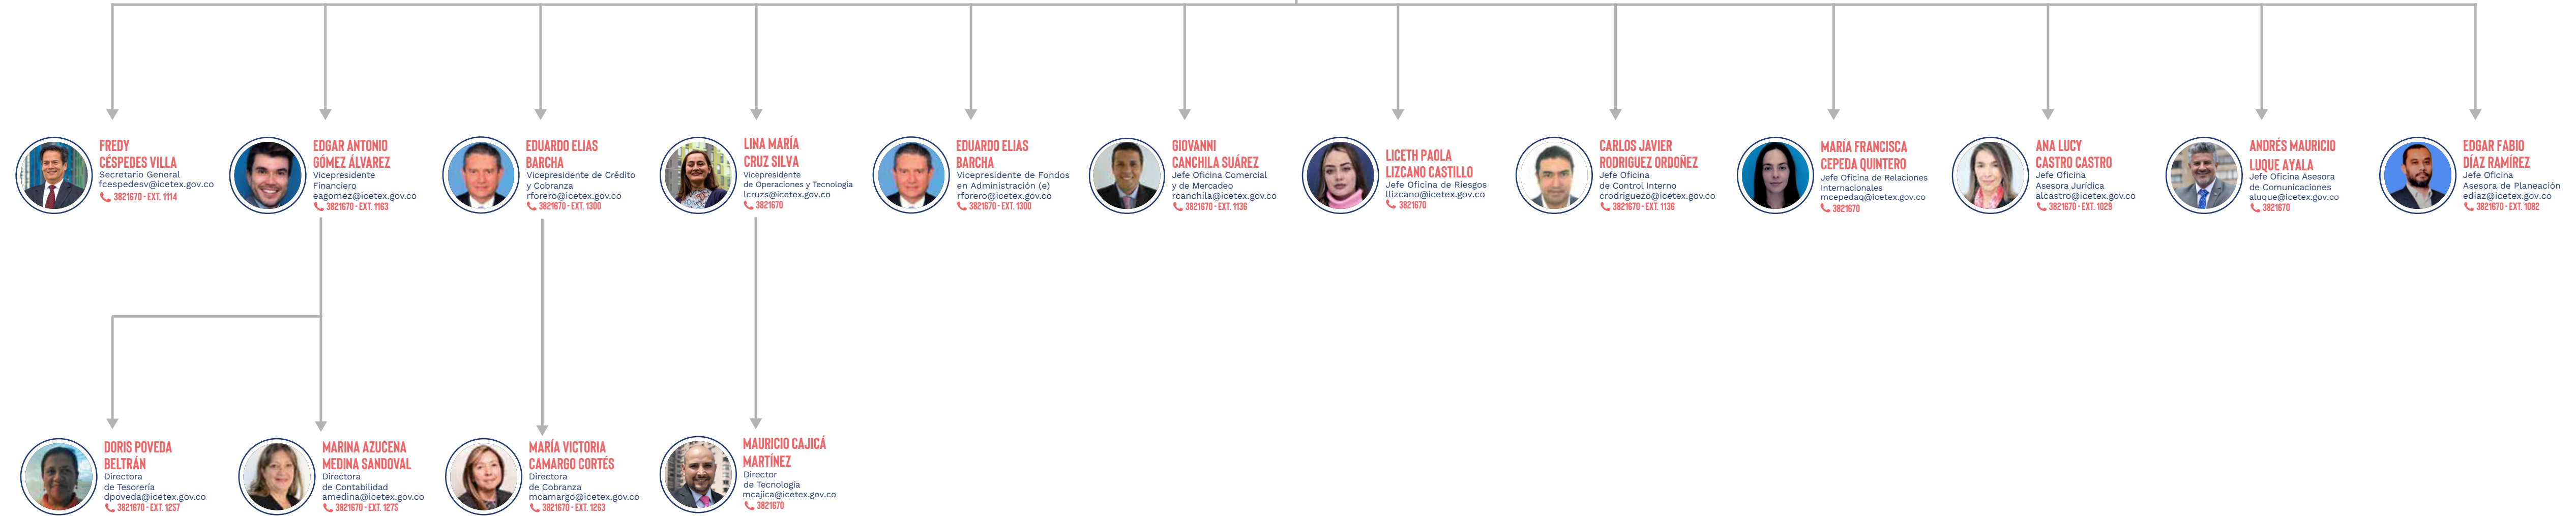 FREDY
CÉSPEDES VILLA
Secretario General
fcespedesv@icetex.gov.co
3821670 - EXT. 1114
EDGAR ANTONIO
GÓMEZ ÁLVAREZ
Vicepresidente
Financiero
eagomez@icetex.gov.co
3821670 - EXT. 1163
EDUARDO ELIAS
BARCHA
Vicepresidente de Crédito
y Cobranza
rforero@icetex.gov.co
3821670 - EXT. 1300
LINA MARÍA
CRUZ SILVA
Vicepresidente
de Operaciones y Tecnología
lcruzs@icetex.gov.co
3821670
EDUARDO ELIAS
BARCHA
Vicepresidente de Fondos
en Administración (e)
rforero@icetex.gov.co
3821670 - EXT. 1300
GIOVANNI
CANCHILA SUÁREZ
Jefe Oficina Comercial
y de Mercadeo
rcanchila@icetex.gov.co
3821670 - EXT. 1136
LICETH PAOLA
LIZCANO CASTILLO
Jefe Oficina de Riesgos
llizcano@icetex.gov.co
3821670
CARLOS JAVIER
RODRIGUEZ ORDOÑEZ
Jefe Oficina
de Control Interno
crodriguezo@icetex.gov.co
3821670 - EXT. 1136
MARÍA FRANCISCA
CEPEDA QUINTERO
Jefe Oficina de Relaciones
Internacionales
mcepedaq@icetex.gov.co
3821670
ANA LUCY
CASTRO CASTRO
Jefe Oficina
Asesora Jurídica
alcastro@icetex.gov.co
3821670 - EXT. 1029
ANDRÉS MAURICIO
LUQUE AYALA
Jefe Oficina Asesora
de Comunicaciones
aluque@icetex.gov.co
3821670
EDGAR FABIO
DÍAZ RAMÍREZ
Jefe Oficina
Asesora de Planeación
ediaz@icetex.gov.co
3821670 - EXT. 1082
DORIS POVEDA
BELTRÁN
Directora
de Tesorería
dpoveda@icetex.gov.co
3821670 - EXT. 1257
MARINA AZUCENA
MEDINA SANDOVAL
Directora
de Contabilidad
amedina@icetex.gov.co
3821670 - EXT. 1275
MARÍA VICTORIA
CAMARGO CORTÉS
Directora
de Cobranza
mcamargo@icetex.gov.co
3821670 - EXT. 1263
MAURICIO CAJICÁ
MARTÍNEZ
Director
de Tecnología
mcajica@icetex.gov.co
3821670